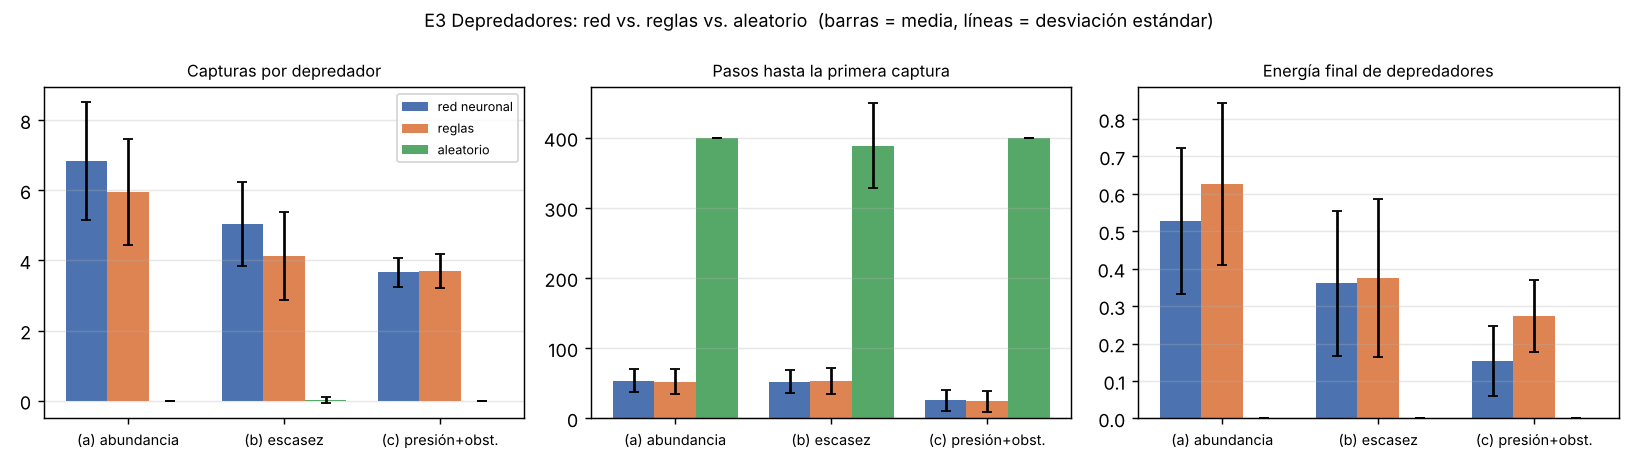 E3 Depredadores: red vs. reglas vs. aleatorio (barras = media, líneas = desviación estándar)
Capturas por depredador
8
6
4
2
0
red neuronal
reglas
aleatorio
(a) abundancia
(b) escasez
(c) presión+obst.
Pasos hasta la primera captura
400
300
200
100
0
(a) abundancia
(b) escasez
(c) presión+obst.
Energía final de depredadores
0.8
0.7
0.6
0.5
0.4
0.3
0.2
0.1
0.0
(a) abundancia
(b) escasez
(c) presión+obst.